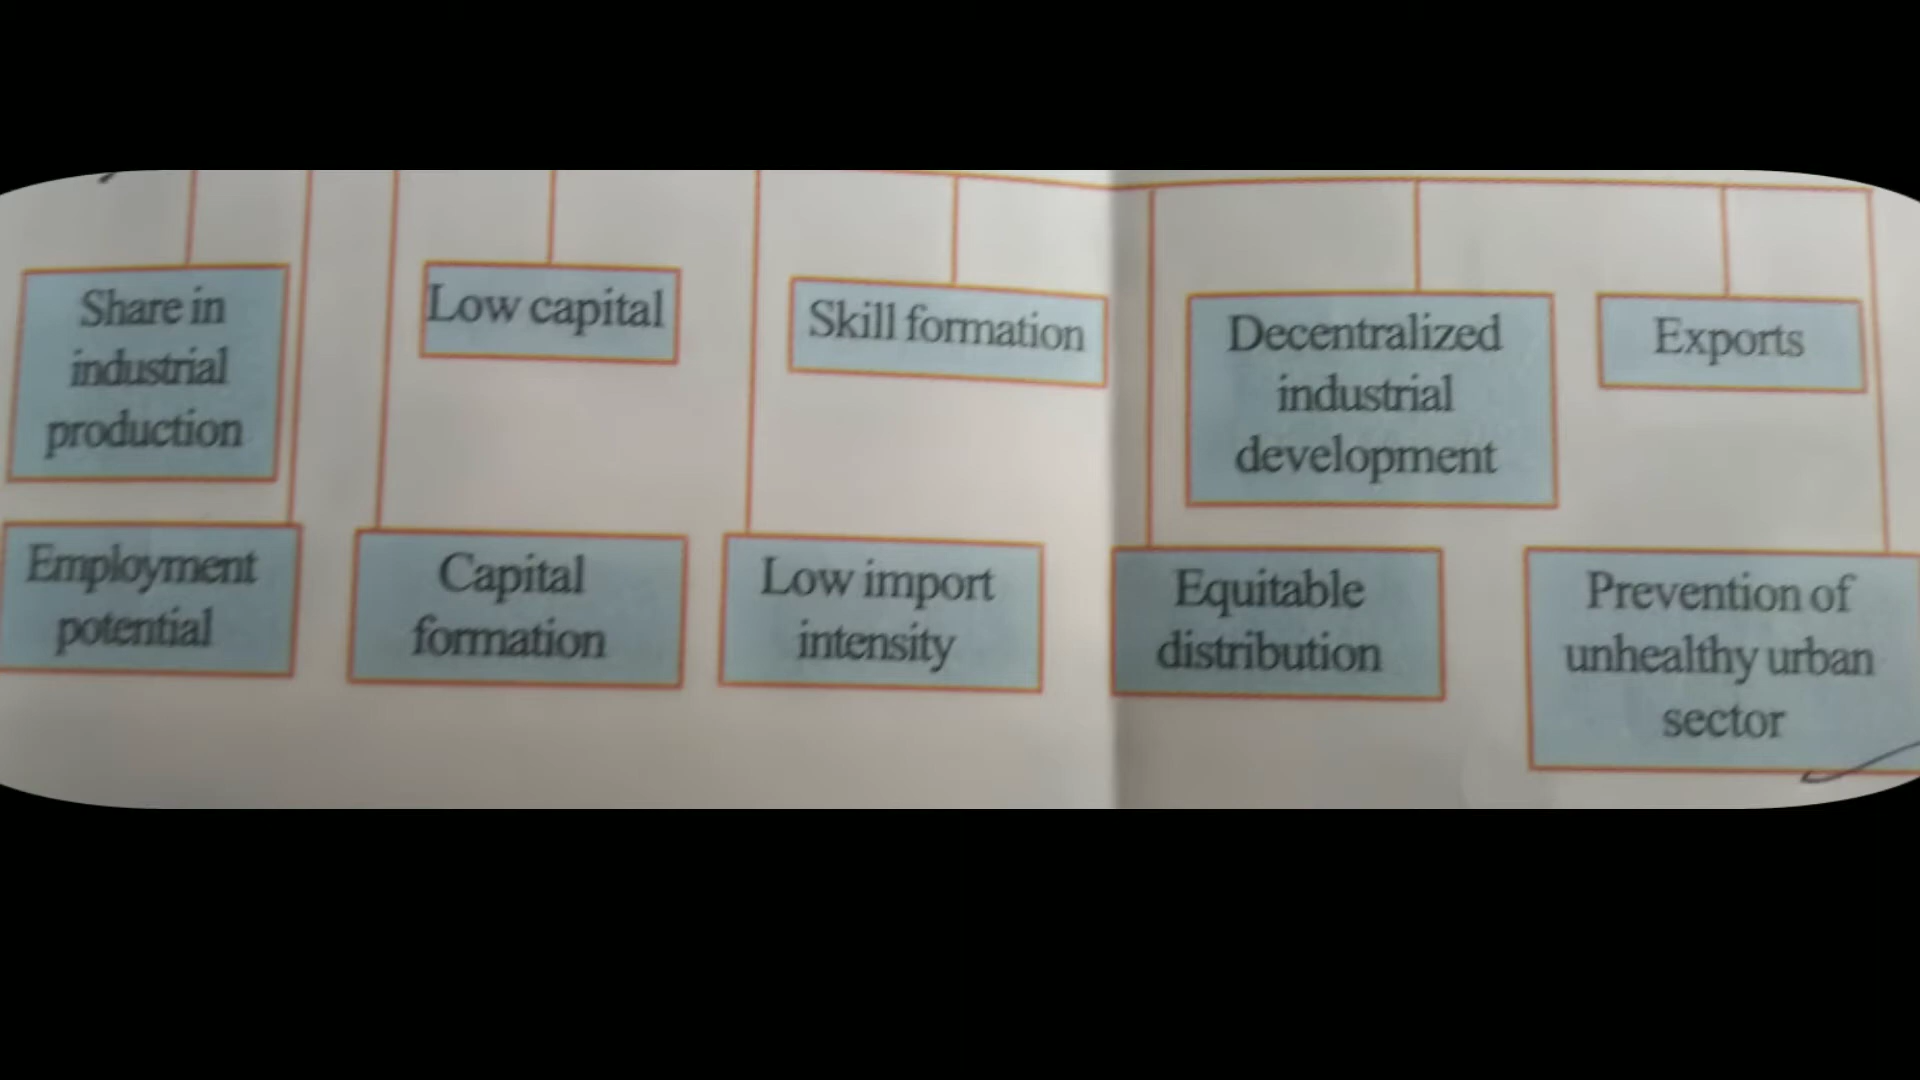 Share in
industrial
production
Low capital
Skill formation
Decentralized
industrial
development
Exports
Employment
potential
Capital
formation
Low import
intensity
Equitable
distribution
Prevention of
unhealthy urban
sector